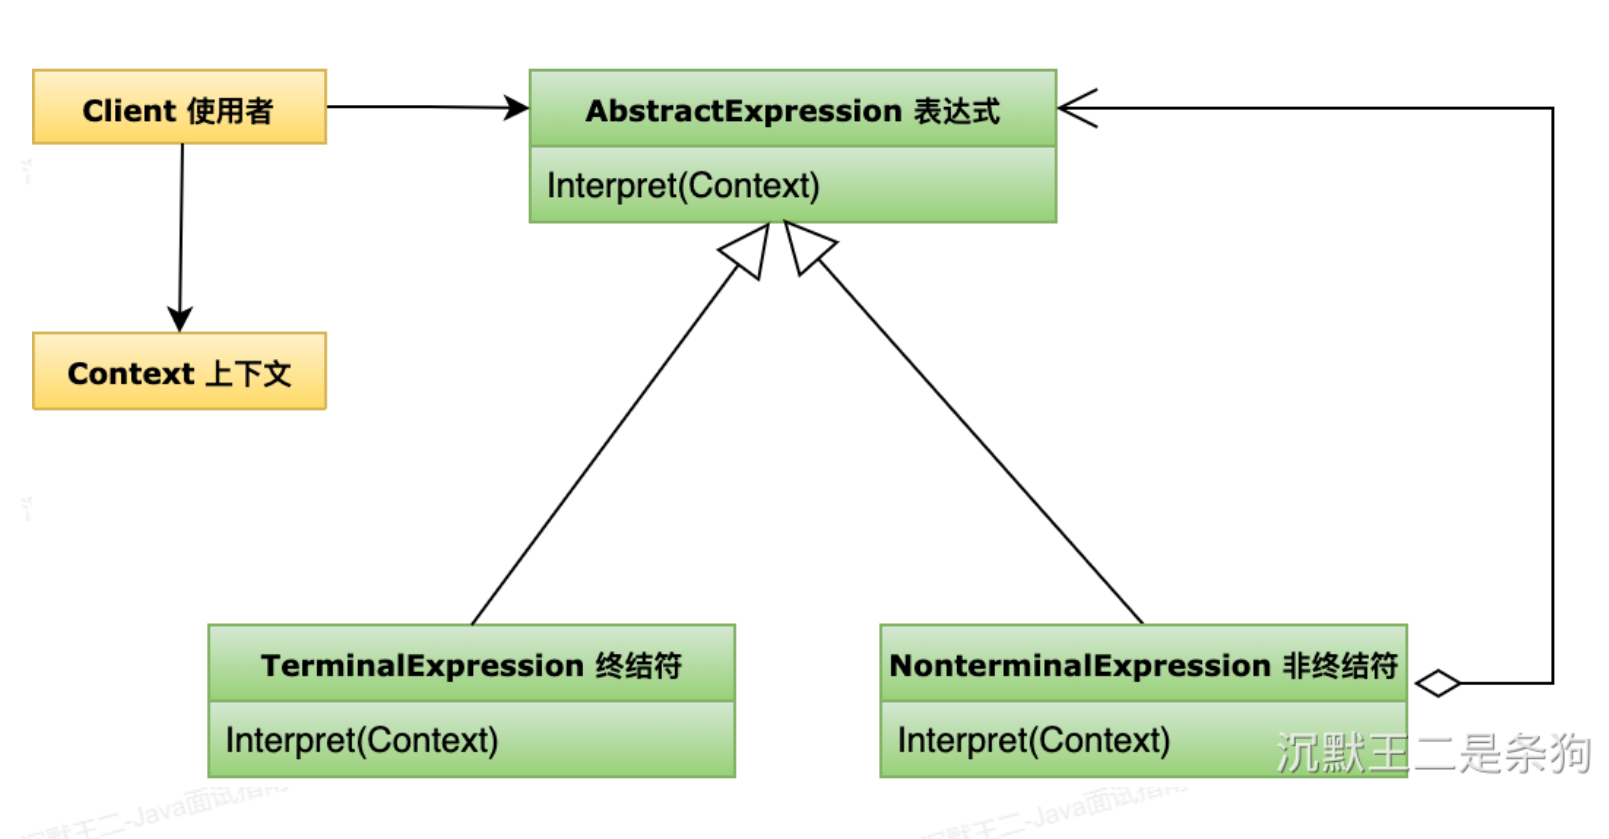 Client 使用者
AbstractExpression 表达式
Interpret(Context)
Context 上下文
TerminalExpression 终结符
Interpret(Context)
NonterminalExpression 非终结符
Interpret(Context)
沉默王二是条狗
沉默王二-Java面试指南
沉默王二-Java面试指南